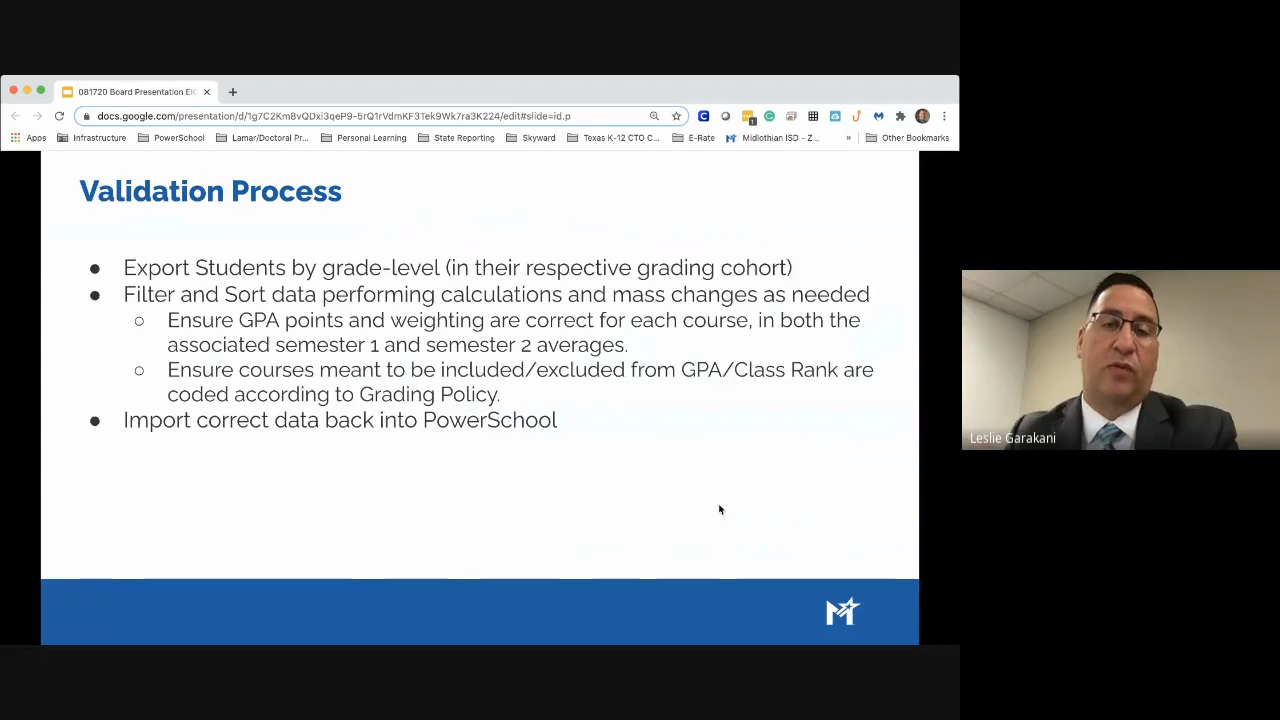 081720 Board Presentation EK
docs.google.com/presentation/d/1g7C2Km8vQDxi3qeP9-5rQ1rVdmKF3Tek9Wk7ra3K224/edit#slide=id.p
Apps Infrastructure PowerSchool Lamar/Doctoral Pr... Personal Learning State Reporting Skyward Texas K-12 CTO C... E-Rate Midlothian ISD - Z... » Other Bookmarks
Validation Process
● Export Students by grade-level (in their respective grading cohort)
● Filter and Sort data performing calculations and mass changes as needed
○ Ensure GPA points and weighting are correct for each course, in both the
associated semester 1 and semester 2 averages.
○ Ensure courses meant to be included/excluded from GPA/Class Rank are
coded according to Grading Policy.
● Import correct data back into PowerSchool
M
Leslie Garakani